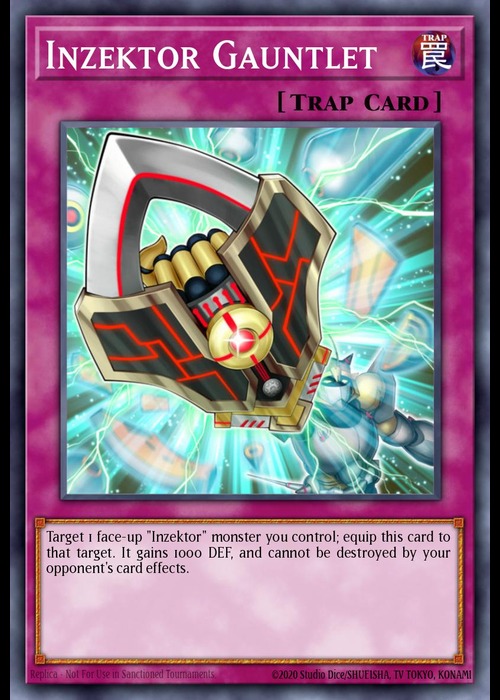 INZEKTOR GAUNTLET
TRAP
罠
[ TRAP CARD ]
Target 1 face-up "Inzektor" monster you control; equip this card to
that target. It gains 1000 DEF, and cannot be destroyed by your
opponent's card effects.
Replica - Not For Use in Sanctioned Tournaments
©2020 Studio Dice/SHUEISHA, TV TOKYO, KONAMI